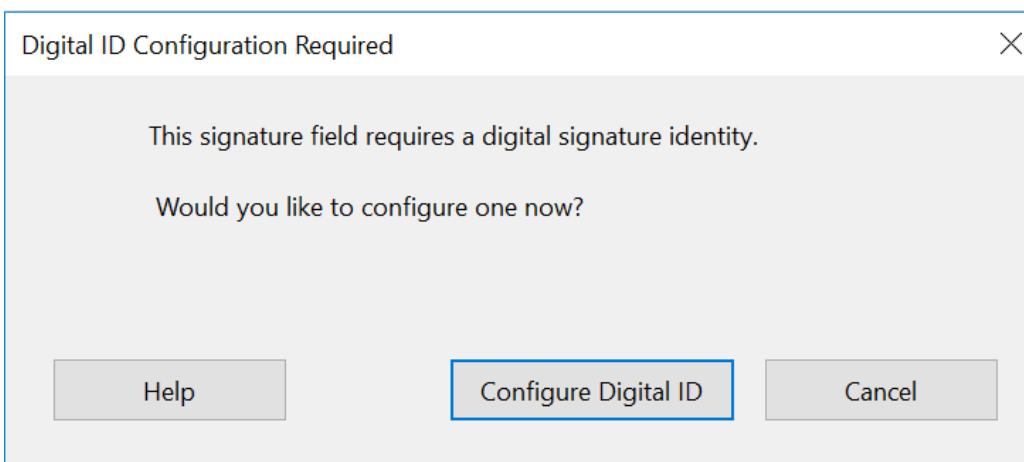 Digital ID Configuration Required
This signature field requires a digital signature identity.
Would you like to configure one now?
Help
Configure Digital ID
Cancel